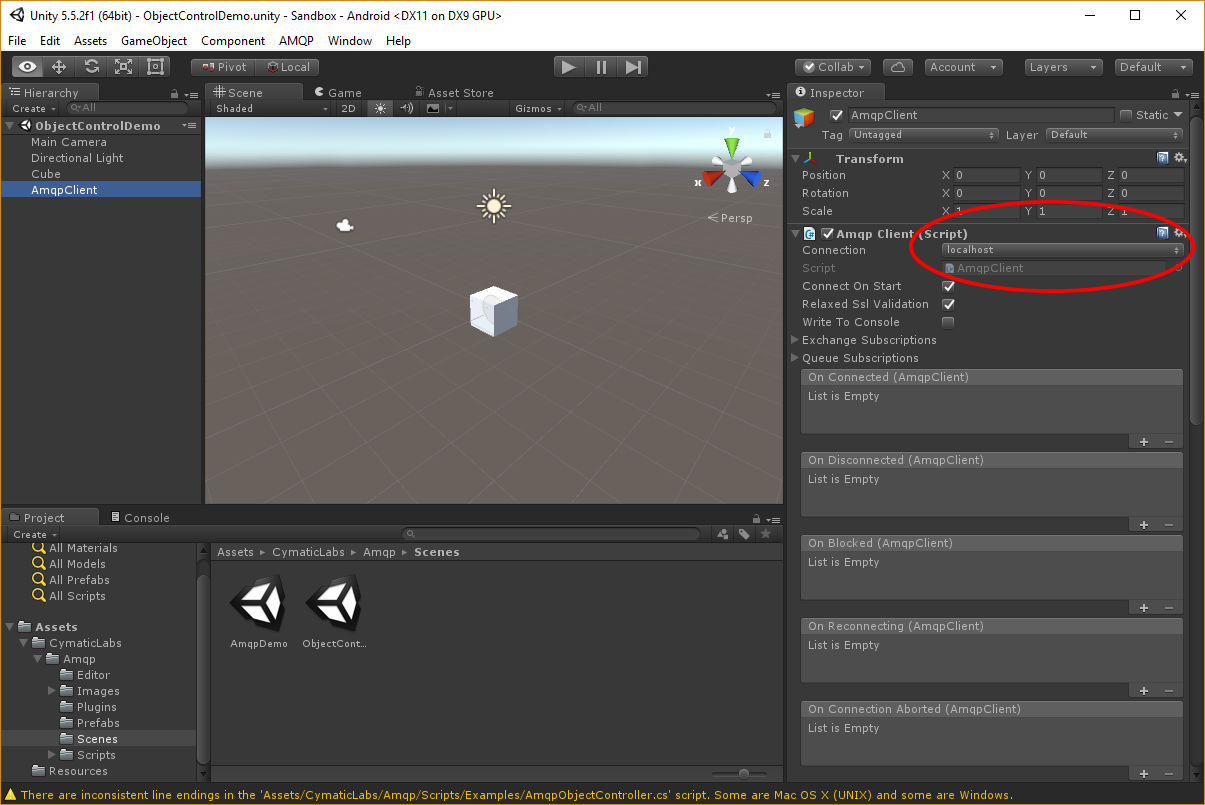 Unity 5.5.2f1 (64bit) - ObjectControlDemo.unity - Sandbox - Android <DX11 on DX9 GPU>
File Edit Assets GameObject Component AMQP Window Help
Pivot Local Collab Account Layers Default
Hierarchy
Create All
ObjectControlDemo
Main Camera
Directional Light
Cube
AmqpClient
Scene Game Asset Store
Shaded 2D Gizmos All
y
x z
Persp
Inspector
AmqpClient Static
Tag Untagged Layer Default
Transform
Position X 0 Y 0 Z 0
Rotation X 0 Y 0 Z 0
Scale X 1 Y 1 Z 1
Amqp Client (Script)
Connection localhost
Script AmqpClient
Connect On Start
Relaxed Ssl Validation
Write To Console
Exchange Subscriptions
Queue Subscriptions
On Connected (AmqpClient)
List is Empty
On Disconnected (AmqpClient)
List is Empty
On Blocked (AmqpClient)
List is Empty
On Reconnecting (AmqpClient)
List is Empty
On Connection Aborted (AmqpClient)
List is Empty
Project Console
Create
All Materials
All Models
All Prefabs
All Scripts
Assets
CymaticLabs
Amqp
Editor
Images
Plugins
Prefabs
Scenes
Scripts
Resources
Assets CymaticLabs Amqp Scenes
AmqpDemo ObjectCont...
There are inconsistent line endings in the 'Assets/CymaticLabs/Amqp/Scripts/Examples/AmqpObjectController.cs' script. Some are Mac OS X (UNIX) and some are Windows.